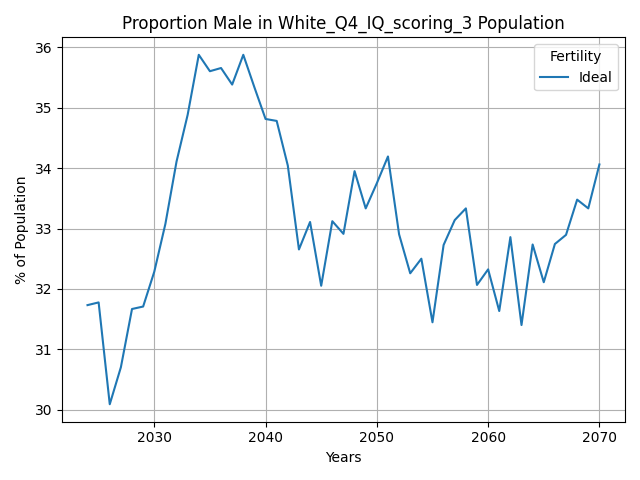 Proportion Male in White_Q4_IQ_scoring_3 Population
Fertility
Ideal
% of Population
36
35
34
33
32
31
30
2030 2040 2050 2060 2070
Years